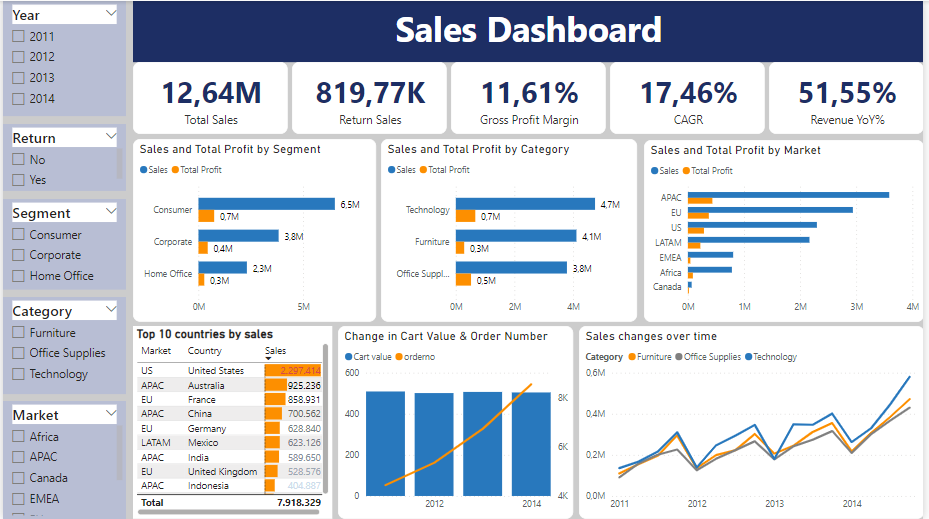 Sales Dashboard
Year
2011
2012
2013
2014
Return
No
Yes
Segment
Consumer
Corporate
Home Office
Category
Furniture
Office Supplies
Technology
Market
Africa
APAC
Canada
EMEA
12,64M
Total Sales
819,77K
Return Sales
11,61%
Gross Profit Margin
17,46%
CAGR
51,55%
Revenue YoY%
Sales and Total Profit by Segment
Sales Total Profit
Consumer 6,5M
0,7M
Corporate 3,8M
0,4M
Home Office 2,3M
0,3M
0M 5M
Sales and Total Profit by Category
Sales Total Profit
Technology 4,7M
0,7M
Furniture 4,1M
0,3M
Office Suppl... 3,8M
0,5M
0M 2M 4M
Sales and Total Profit by Market
Sales Total Profit
APAC
EU
US
LATAM
EMEA
Africa
Canada
0M 1M 2M 3M 4M
Top 10 countries by sales
Market Country Sales
US United States 2.297.414
APAC Australia 925.236
EU France 858.931
APAC China 700.562
EU Germany 628.840
LATAM Mexico 623.126
APAC India 589.650
EU United Kingdom 528.576
APAC Indonesia 404.887
Total 7.918.329
Change in Cart Value & Order Number
Cart value orderno
600
400
200
0
8K
6K
4K
2012 2014
Sales changes over time
Category Furniture Office Supplies Technology
0,6M
0,4M
0,2M
0,0M
2011 2012 2013 2014